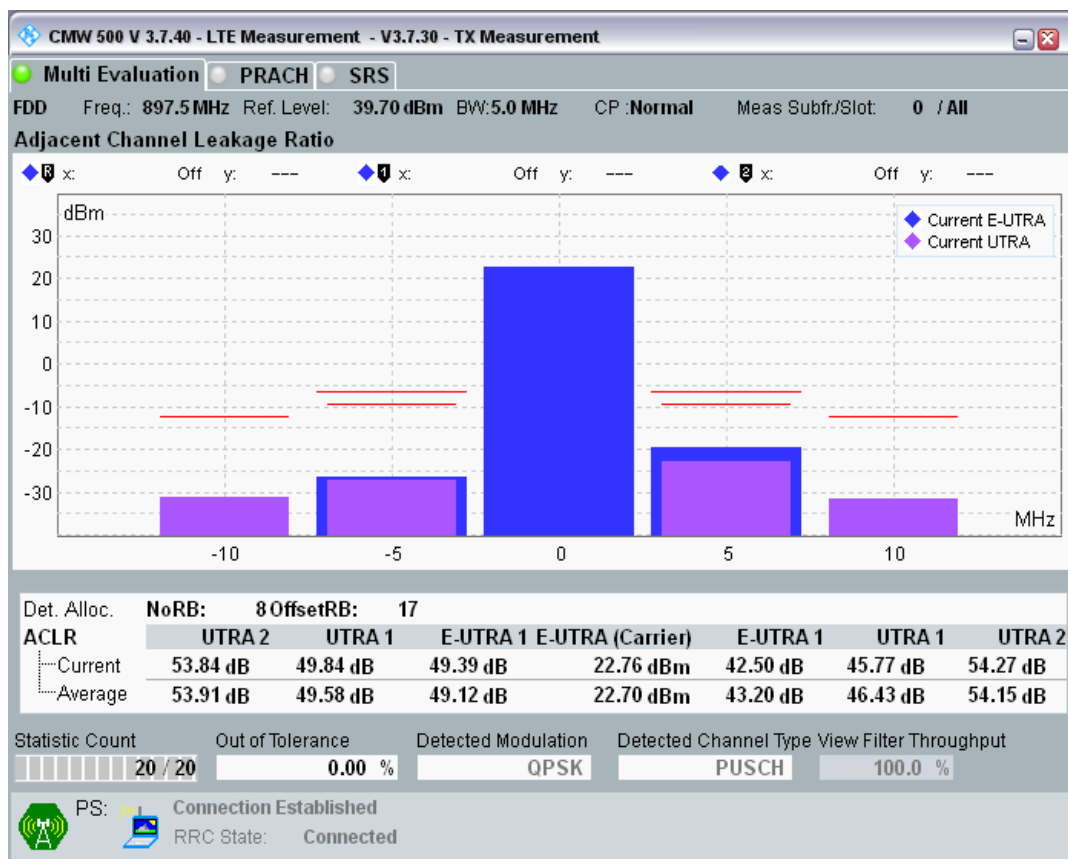 CMW 500 V 3.7.40 - LTE Measurement - V3.7.30 - TX Measurement
Multi Evaluation PRACH SRS
FDD Freq.: 897.5 MHz Ref. Level: 39.70 dBm BW:5.0 MHz CP :Normal Meas Subfr./Slot: 0 / All
Adjacent Channel Leakage Ratio
R x: Off y: --- 1 x: Off y: --- 2 x: Off y: ---
dBm
Current E-UTRA
Current UTRA
30
20
10
0
-10
-20
-30
MHz
-10 -5 0 5 10
Det. Alloc. NoRB: 8 OffsetRB: 17
ACLR UTRA 2 UTRA 1 E-UTRA 1 E-UTRA (Carrier) E-UTRA 1 UTRA 1 UTRA 2
Current 53.84 dB 49.84 dB 49.39 dB 22.76 dBm 42.50 dB 45.77 dB 54.27 dB
Average 53.91 dB 49.58 dB 49.12 dB 22.70 dBm 43.20 dB 46.43 dB 54.15 dB
Statistic Count Out of Tolerance Detected Modulation Detected Channel Type View Filter Throughput
20 / 20 0.00 % QPSK PUSCH 100.0 %
PS: Connection Established
RRC State: Connected